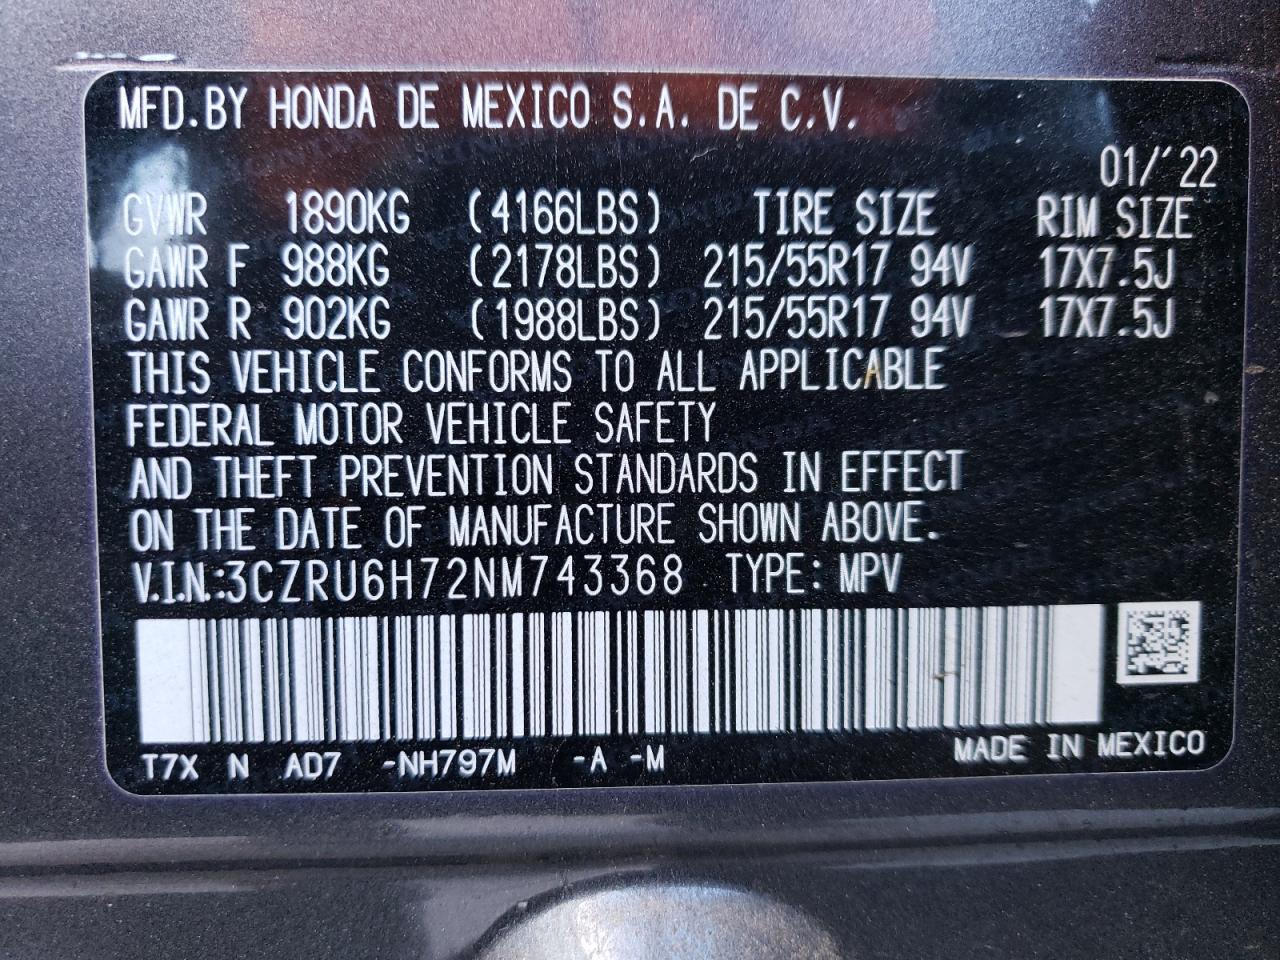 MFD.BY HONDA DE MEXICO S.A. DE C.V.
01/'22
GVWR 1890KG (4166LBS) TIRE SIZE RIM SIZE
GAWR F 988KG (2178LBS) 215/55R17 94V 17X7.5J
GAWR R 902KG (1988LBS) 215/55R17 94V 17X7.5J
THIS VEHICLE CONFORMS TO ALL APPLICABLE
FEDERAL MOTOR VEHICLE SAFETY
AND THEFT PREVENTION STANDARDS IN EFFECT
ON THE DATE OF MANUFACTURE SHOWN ABOVE.
V.I.N.:3CZRU6H72NM743368 TYPE: MPV
T7X N AD7 -NH797M -A -M MADE IN MEXICO